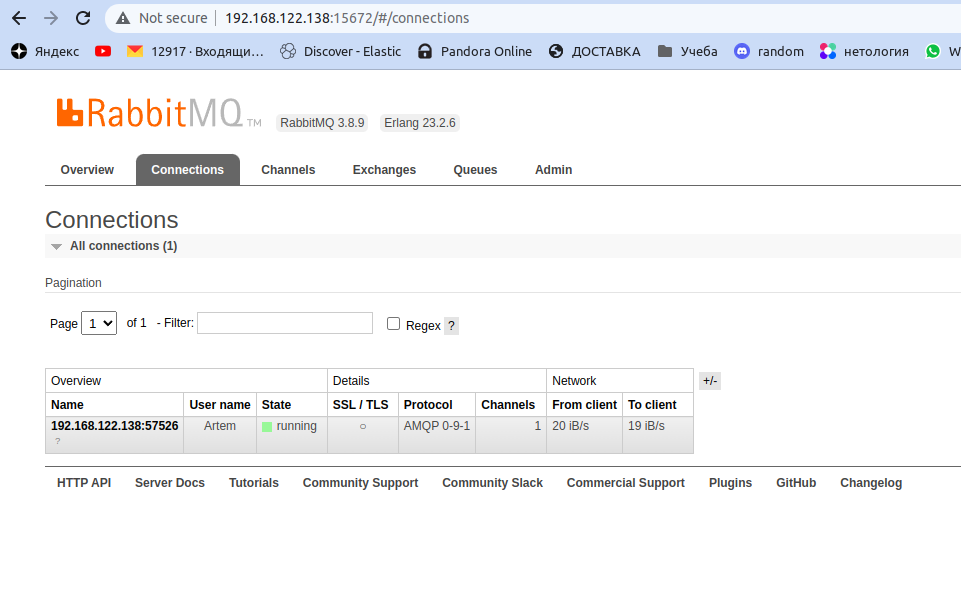 Not secure 192.168.122.138:15672/#/connections
Яндекс 12917 · Входящи... Discover - Elastic Pandora Online ДОСТАВКА Учеба random нетология W
RabbitMQ TM RabbitMQ 3.8.9 Erlang 23.2.6
Overview Connections Channels Exchanges Queues Admin
Connections
All connections (1)
Pagination
Page 1 of 1 - Filter: Regex ?
Overview Details Network +/-
Name User name State SSL / TLS Protocol Channels From client To client
192.168.122.138:57526 Artem running ○ AMQP 0-9-1 1 20 iB/s 19 iB/s
?
HTTP API Server Docs Tutorials Community Support Community Slack Commercial Support Plugins GitHub Changelog